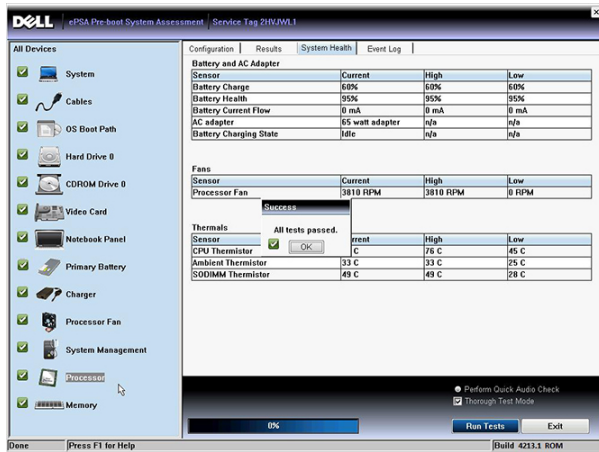 DELL ePSA Pre-boot System Assessment Service Tag 2HVJWL1
All Devices
System
Cables
OS Boot Path
Hard Drive 0
CDROM Drive 0
Video Card
Notebook Panel
Primary Battery
Charger
Processor Fan
System Management
Processor
Memory
Configuration Results System Health Event Log
Battery and AC Adapter
Sensor Current High Low
Battery Charge 60% 60% 60%
Battery Health 95% 95% 95%
Battery Current Flow 0 mA 0 mA 0 mA
AC adapter 65 watt adapter n/a n/a
Battery Charging State Idle n/a n/a
Fans
Sensor Current High Low
Processor Fan 3810 RPM 3810 RPM 0 RPM
Success
All tests passed.
OK
Thermals
Sensor High Low
CPU Thermistor C 76 C 45 C
Ambient Thermistor 33 C 33 C 25 C
SODIMM Thermistor 49 C 49 C 28 C
Perform Quick Audio Check
Thorough Test Mode
0% Run Tests Exit
Done Press F1 for Help Build 4213.1 ROM